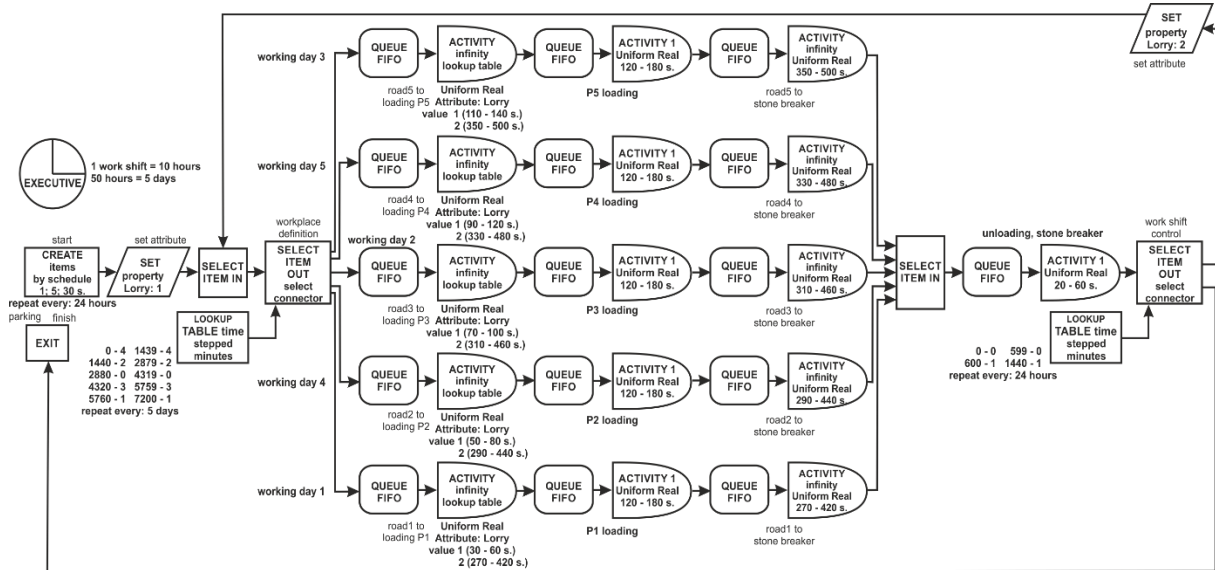 SET
property
Lorry: 2
set attribute
working day 3
QUEUE
FIFO
road5 to
loading P5
ACTIVITY
infinity
lookup table
Uniform Real
Attribute: Lorry
value 1 (110 - 140 s.)
2 (350 - 500 s.)
QUEUE
FIFO
ACTIVITY 1
Uniform Real
120 - 180 s.
P5 loading
QUEUE
FIFO
road5 to
stone breaker
ACTIVITY
infinity
Uniform Real
350 - 500 s.
EXECUTIVE
1 work shift = 10 hours
50 hours = 5 days
working day 5
QUEUE
FIFO
road4 to
loading P4
ACTIVITY
infinity
lookup table
Uniform Real
Attribute: Lorry
value 1 (90 - 120 s.)
2 (330 - 480 s.)
QUEUE
FIFO
ACTIVITY 1
Uniform Real
120 - 180 s.
P4 loading
QUEUE
FIFO
road4 to
stone breaker
ACTIVITY
infinity
Uniform Real
330 - 480 s.
start
CREATE
items
by schedule
1; 5; 30 s.
repeat every: 24 hours
set attribute
SET
property
Lorry: 1
SELECT
ITEM IN
workplace
definition
SELECT
ITEM
OUT
select
connector
working day 2
QUEUE
FIFO
road3 to
loading P3
ACTIVITY
infinity
lookup table
Uniform Real
Attribute: Lorry
value 1 (70 - 100 s.)
2 (310 - 460 s.)
QUEUE
FIFO
ACTIVITY 1
Uniform Real
120 - 180 s.
P3 loading
QUEUE
FIFO
road3 to
stone breaker
ACTIVITY
infinity
Uniform Real
310 - 460 s.
SELECT
ITEM IN
unloading, stone breaker
QUEUE
FIFO
ACTIVITY 1
Uniform Real
20 - 60 s.
work shift
control
SELECT
ITEM
OUT
select
connector
parking
finish
EXIT
LOOKUP
TABLE time
stepped
minutes
0 - 4 1439 - 4
1440 - 2 2879 - 2
2880 - 0 4319 - 0
4320 - 3 5759 - 3
5760 - 1 7200 - 1
repeat every: 5 days
LOOKUP
TABLE time
stepped
minutes
0 - 0 599 - 0
600 - 1 1440 - 1
repeat every: 24 hours
working day 4
QUEUE
FIFO
road2 to
loading P2
ACTIVITY
infinity
lookup table
Uniform Real
Attribute: Lorry
value 1 (50 - 80 s.)
2 (290 - 440 s.)
QUEUE
FIFO
ACTIVITY 1
Uniform Real
120 - 180 s.
P2 loading
QUEUE
FIFO
road2 to
stone breaker
ACTIVITY
infinity
Uniform Real
290 - 440 s.
working day 1
QUEUE
FIFO
road1 to
loading P1
ACTIVITY
infinity
lookup table
Uniform Real
Attribute: Lorry
value 1 (30 - 60 s.)
2 (270 - 420 s.)
QUEUE
FIFO
ACTIVITY 1
Uniform Real
120 - 180 s.
P1 loading
QUEUE
FIFO
road1 to
stone breaker
ACTIVITY
infinity
Uniform Real
270 - 420 s.